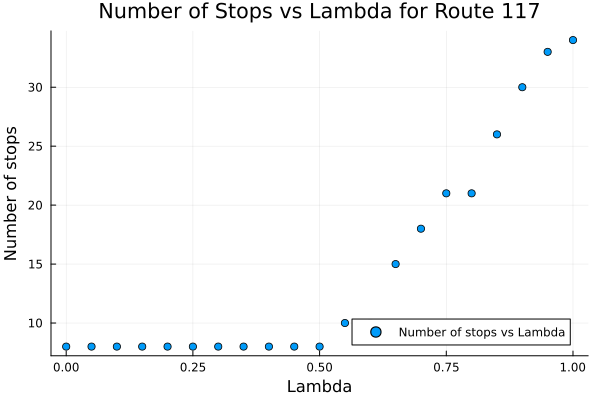 Number of Stops vs Lambda for Route 117
Number of stops
30
25
20
15
10
Number of stops vs Lambda
0.00 0.25 0.50 0.75 1.00
Lambda